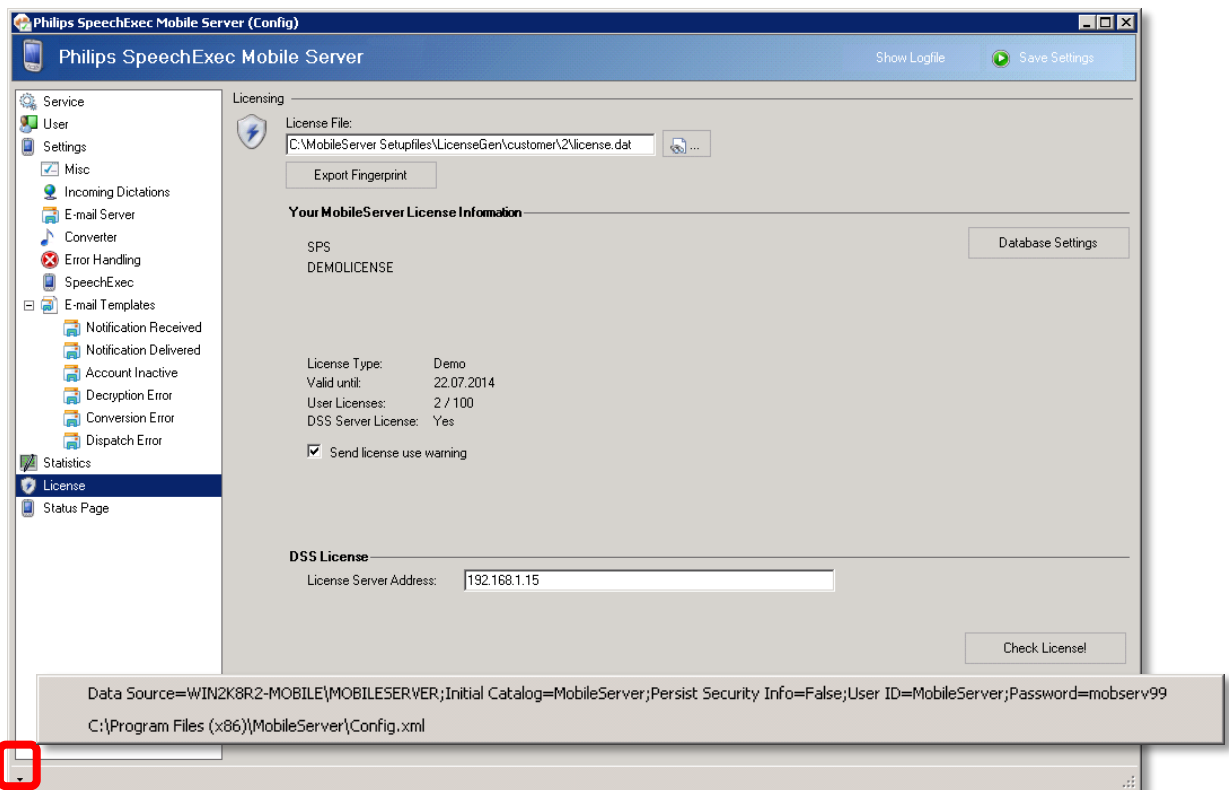 Philips SpeechExec Mobile Server (Config)
Philips SpeechExec Mobile Server
Show Logfile
Save Settings
Service
User
Settings
Misc
Incoming Dictations
E-mail Server
Converter
Error Handling
SpeechExec
E-mail Templates
Notification Received
Notification Delivered
Account Inactive
Decryption Error
Conversion Error
Dispatch Error
Statistics
License
Status Page
Licensing
License File:
C:\MobileServer Setupfiles\LicenseGen\customer\2\license.dat
...
Export Fingerprint
Your MobileServer License Information
SPS
DEMOLICENSE
Database Settings
License Type: Demo
Valid until: 22.07.2014
User Licenses: 2 / 100
DSS Server License: Yes
Send license use warning
DSS License
License Server Address: 192.168.1.15
Check License!
Data Source=WIN2K8R2-MOBILE\MOBILESERVER;Initial Catalog=MobileServer;Persist Security Info=False;User ID=MobileServer;Password=mobserv99
C:\Program Files (x86)\MobileServer\Config.xml